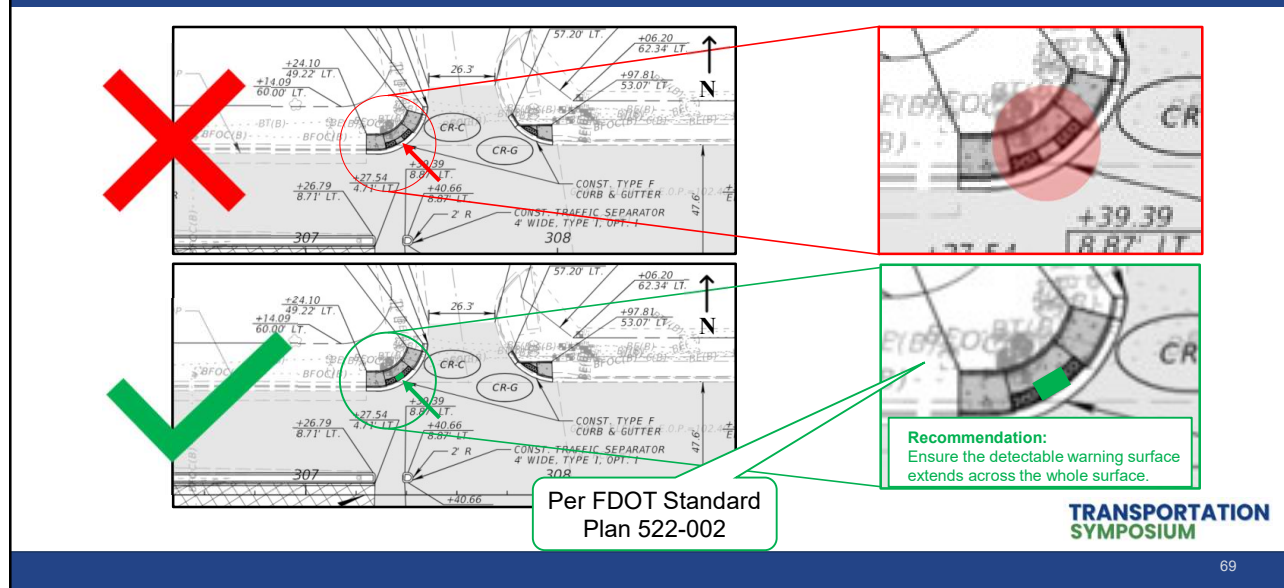 57.20' LT.
+06.20
62.34' LT.
+24.10
49.22' LT.
26.3'
+97.81
53.07' LT.
N
+14.09
60.00' LT.
BT(B)
BFOC(B)
BFOC(B)
CR-C
CR-G
+39.39
8.87' LT.
+27.54
4.71' LT.
+26.79
8.71' LT.
+40.66
8.87' LT.
CONST. TYPE F
CURB & GUTTER
2' R
CONST. TRAFFIC SEPARATOR
4' WIDE, TYPE I, OPT. I
47.6'
307
308
CR
+39.39
8.87' LT
57.20' LT.
+06.20
62.34' LT.
+24.10
49.22' LT.
26.3'
+97.81
53.07' LT.
N
+14.09
60.00' LT.
BFOC(B)
BFOC(B)
CR-C
CR-G
+39.39
8.87' LT.
+27.54
4.71' LT.
+26.79
8.71' LT.
+40.66
8.87' LT.
CONST. TYPE F
CURB & GUTTER
2' R
CONST. TRAFFIC SEPARATOR
4' WIDE, TYPE I, OPT. I
47.6'
307
308
+40.66
CR
Recommendation:
Ensure the detectable warning surface
extends across the whole surface.
Per FDOT Standard
Plan 522-002
TRANSPORTATION
SYMPOSIUM
69